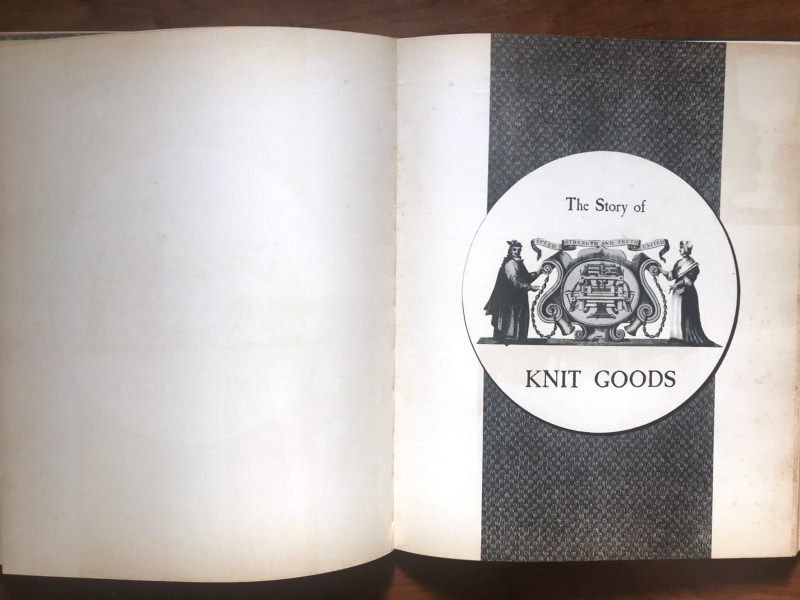 The Story of
SPEED STRENGTH AND TRUTH UNITED
KNIT GOODS